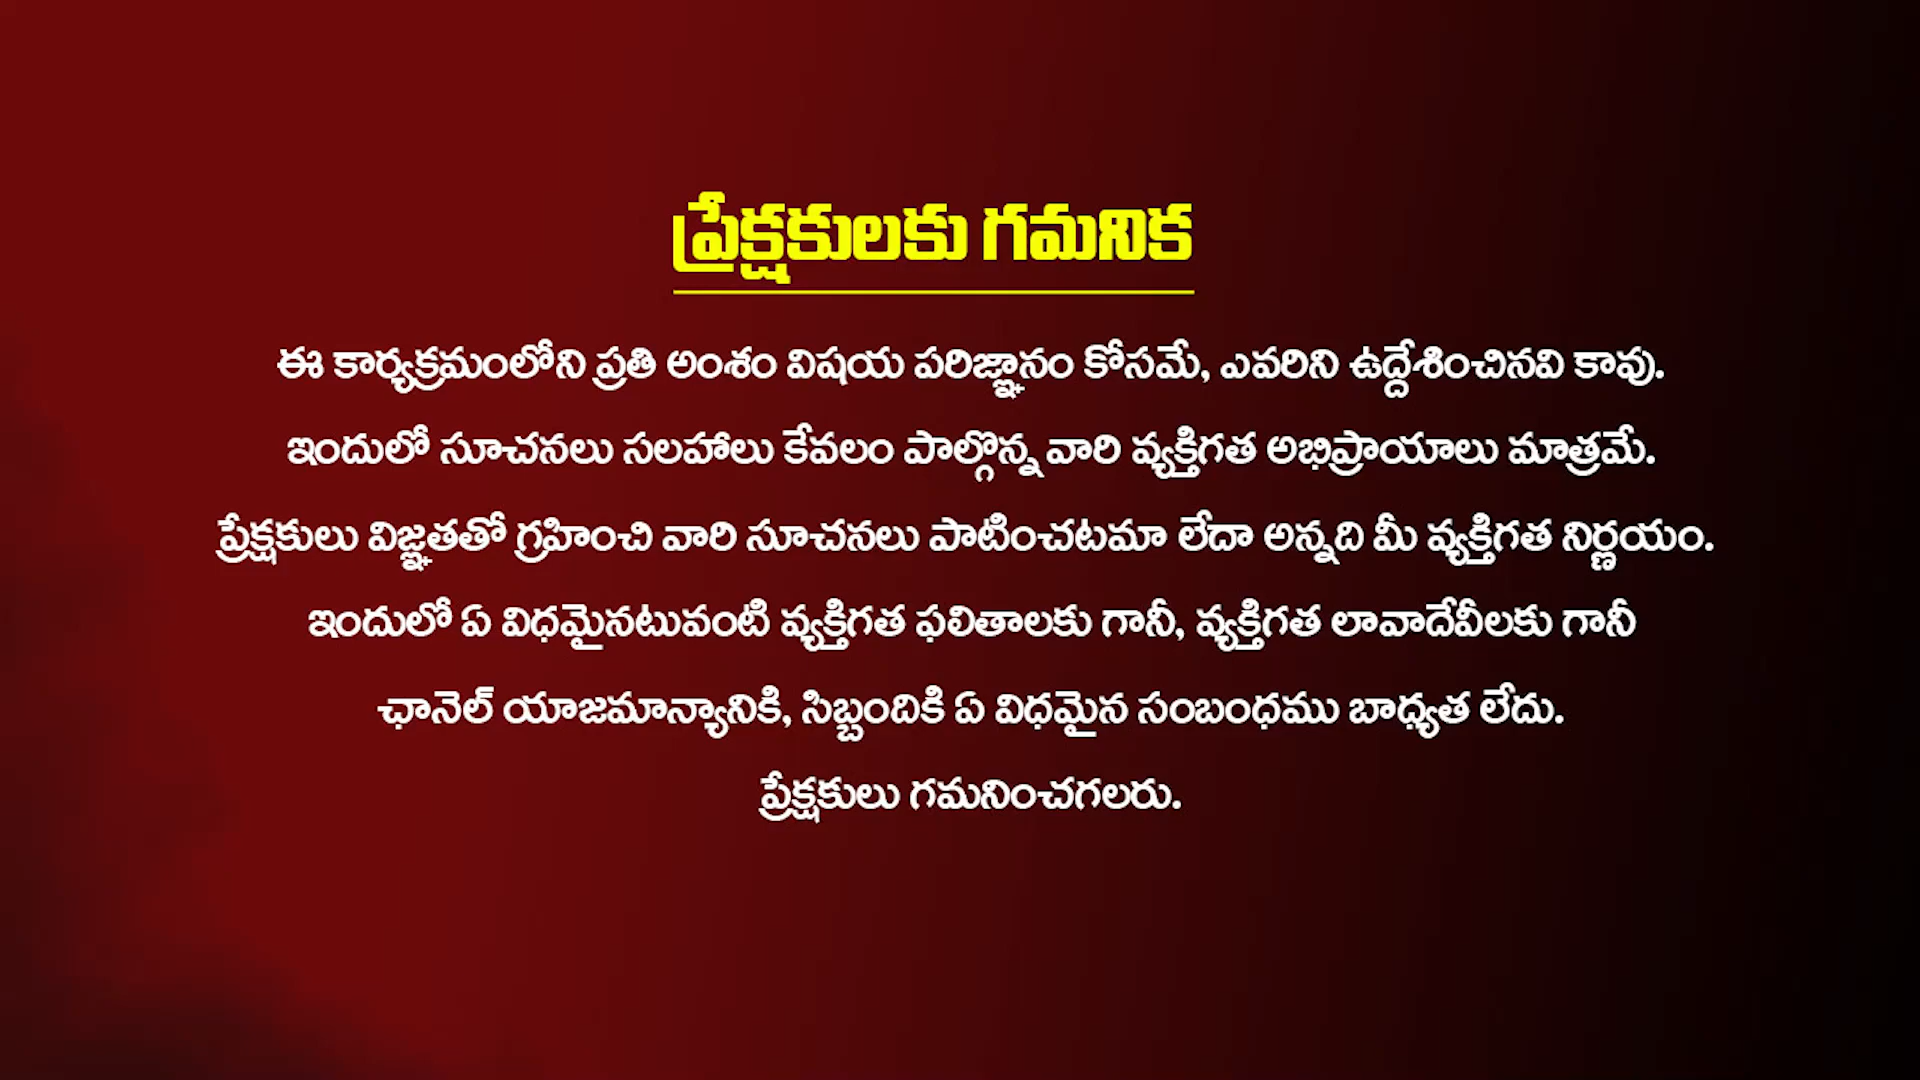 ప్రేక్షకులకు గమనిక
ఈ కార్యక్రమంలోని ప్రతి అంశం విషయ పరిజ్ఞానం కోసమే, ఎవరిని ఉద్దేశించినవి కావు.
ఇందులో సూచనలు సలహాలు కేవలం పాల్గొన్న వారి వ్యక్తిగత అభిప్రాయాలు మాత్రమే.
ప్రేక్షకులు విజ్ఞతతో గ్రహించి వారి సూచనలు పాటించటమా లేదా అన్నది మీ వ్యక్తిగత నిర్ణయం.
ఇందులో ఏ విధమైనటువంటి వ్యక్తిగత ఫలితాలకు గానీ, వ్యక్తిగత లావాదేవీలకు గానీ
ఛానెల్ యాజమాన్యానికి, సిబ్బందికి ఏ విధమైన సంబంధము బాధ్యత లేదు.
ప్రేక్షకులు గమనించగలరు.